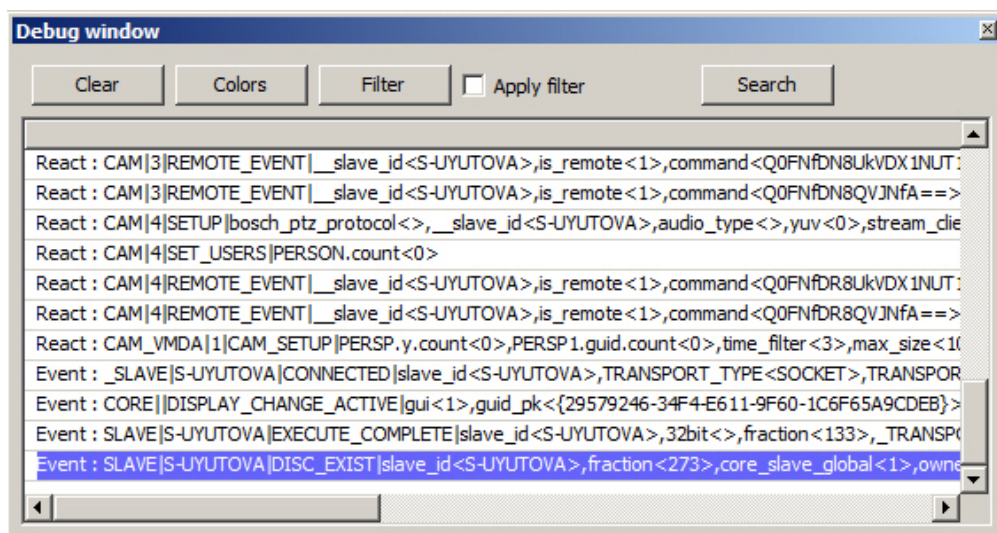 Debug window
Clear Colors Filter Apply filter Search
React : CAM|3|REMOTE_EVENT|__slave_id<S-UYUTOVA>,is_remote<1>,command<Q0FNfDN8UkVDX1NUT1
React : CAM|3|REMOTE_EVENT|__slave_id<S-UYUTOVA>,is_remote<1>,command<Q0FNfDN8QVJNfA==>
React : CAM|4|SETUP|bosch_ptz_protocol<>,__slave_id<S-UYUTOVA>,audio_type<>,yuv<0>,stream_clie
React : CAM|4|SET_USERS|PERSON.count<0>
React : CAM|4|REMOTE_EVENT|__slave_id<S-UYUTOVA>,is_remote<1>,command<Q0FNfDR8UkVDX1NUT1
React : CAM|4|REMOTE_EVENT|__slave_id<S-UYUTOVA>,is_remote<1>,command<Q0FNfDR8QVJNfA==>
React : CAM_VMDA|1|CAM_SETUP|PERSP.y.count<0>,PERSP1.guid.count<0>,time_filter<3>,max_size<10
Event : _SLAVE|S-UYUTOVA|CONNECTED|slave_id<S-UYUTOVA>,TRANSPORT_TYPE<SOCKET>,TRANSPOR
Event : CORE||DISPLAY_CHANGE_ACTIVE|gui<1>,guid_pk<{29579246-34F4-E611-9F60-1C6F65A9CDEB}>
Event : SLAVE|S-UYUTOVA|EXECUTE_COMPLETE|slave_id<S-UYUTOVA>,32bit<>,fraction<133>,_TRANSP
Event : SLAVE|S-UYUTOVA|DISC_EXIST|slave_id<S-UYUTOVA>,fraction<273>,core_slave_global<1>,owne